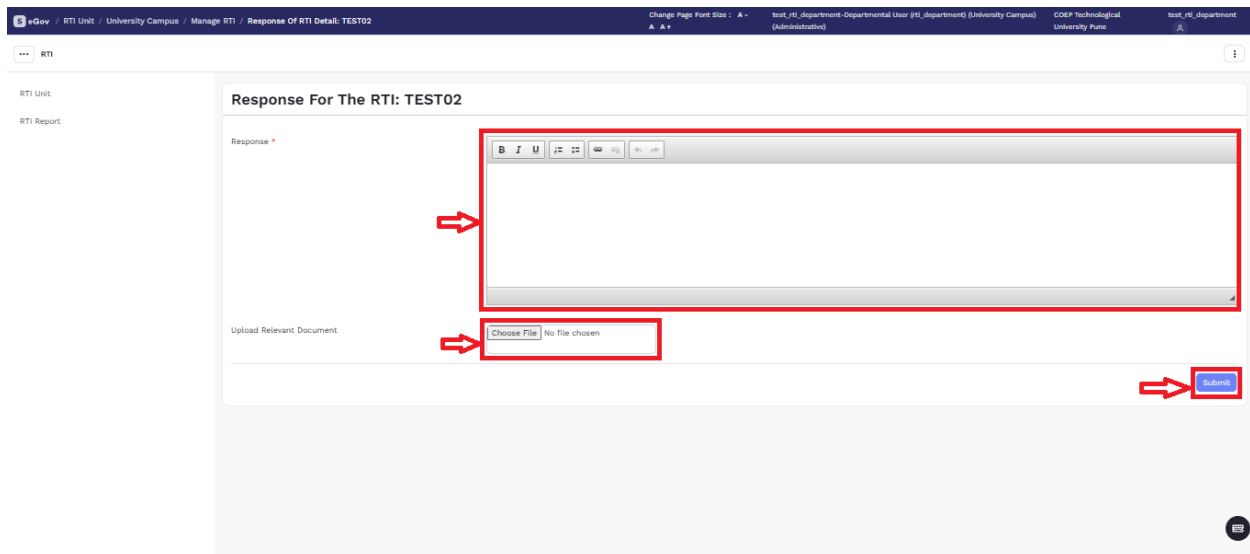 S eGov / RTI Unit / University Campus / Manage RTI / Response Of RTI Detail: TEST02
Change Page Font Size : A -
A A +
test_rti_department-Departmental User (rti_department) (University Campus)
(Administrative)
COEP Technological
University Pune
test_rti_department
RTI
RTI Unit
RTI Report
Response For The RTI: TEST02
Response *
B I U
Upload Relevant Document
Choose File No file chosen
Submit